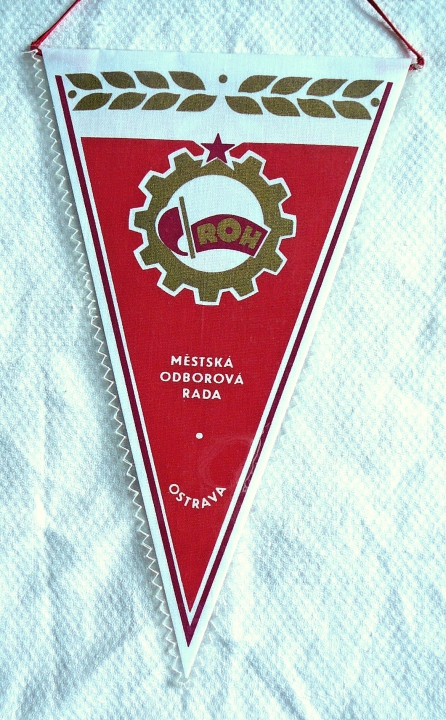 ROH
MĚSTSKÁ
ODBOROVÁ
RADA
OSTRAVA